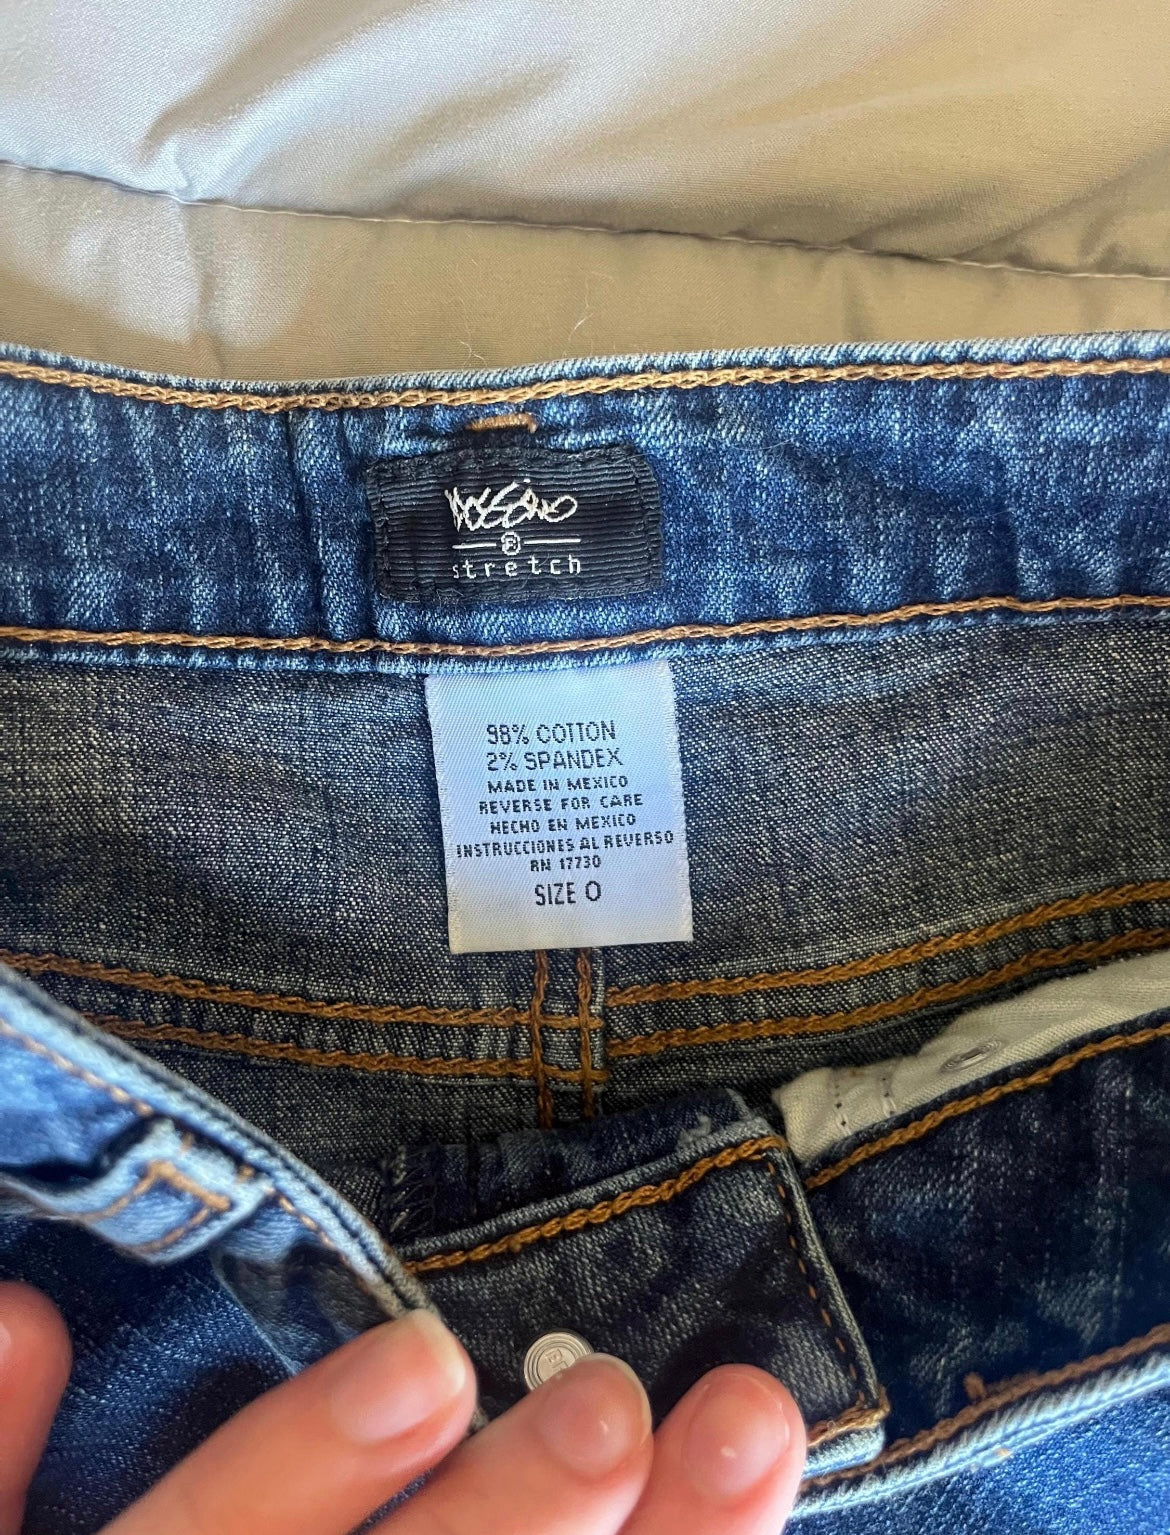 Mossimo
®
stretch
98% COTTON
2% SPANDEX
MADE IN MEXICO
REVERSE FOR CARE
HECHO EN MEXICO
INSTRUCCIONES AL REVERSO
RN 17730
SIZE 0